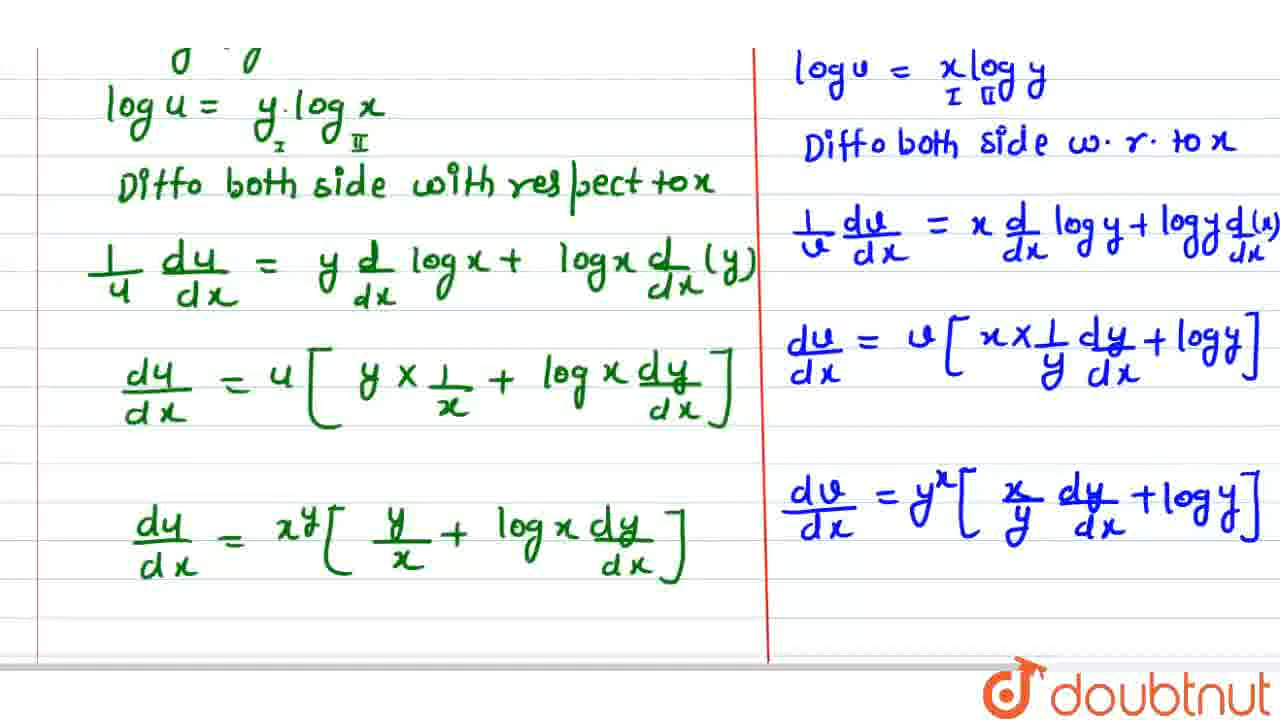 log u = y . log x
I II
Diffo both side with respect to x
1/u du/dx = y d/dx log x + log x d/dx (y)
du/dx = u [ y × 1/x + log x dy/dx ]
du/dx = x^y [ y/x + log x dy/dx ]
log v = x log y
I II
Diffo both side w. r. to x
1/v dv/dx = x d/dx log y + log y d/dx (x)
dv/dx = v [ x × 1/y dy/dx + log y ]
dv/dx = y^x [ x/y dy/dx + log y ]
doubtnut